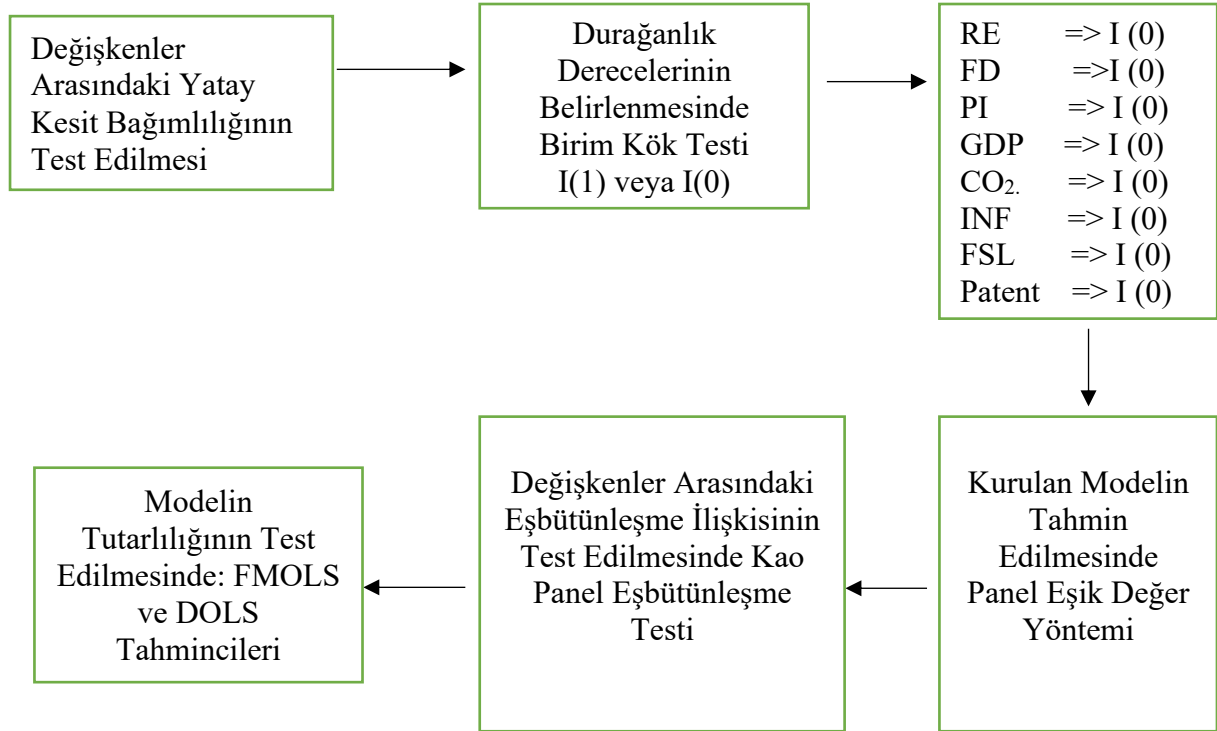 Değişkenler
Arasındaki Yatay
Kesit Bağımlılığının
Test Edilmesi
Durağanlık
Derecelerinin
Belirlenmesinde
Birim Kök Testi
I(1) veya I(0)
RE => I (0)
FD =>I (0)
PI => I (0)
GDP => I (0)
CO₂. => I (0)
INF => I (0)
FSL => I (0)
Patent => I (0)
Kurulan Modelin
Tahmin
Edilmesinde
Panel Eşik Değer
Yöntemi
Değişkenler Arasındaki
Eşbütünleşme İlişkisinin
Test Edilmesinde Kao
Panel Eşbütünleşme
Testi
Modelin
Tutarlılığının Test
Edilmesinde: FMOLS
ve DOLS
Tahmincileri